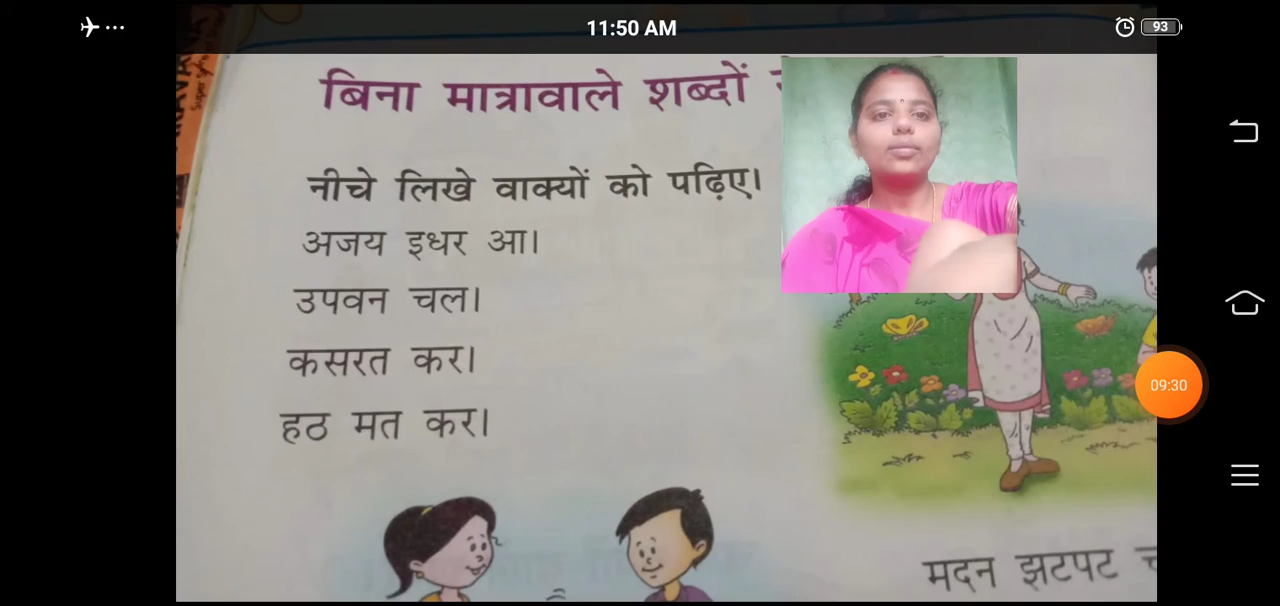 11:50 AM
93
बिना मात्रावाले शब्दों
नीचे लिखे वाक्यों को पढ़िए।
अजय इधर आ।
उपवन चल।
कसरत कर।
हठ मत कर।
09:30
मदन झटपट